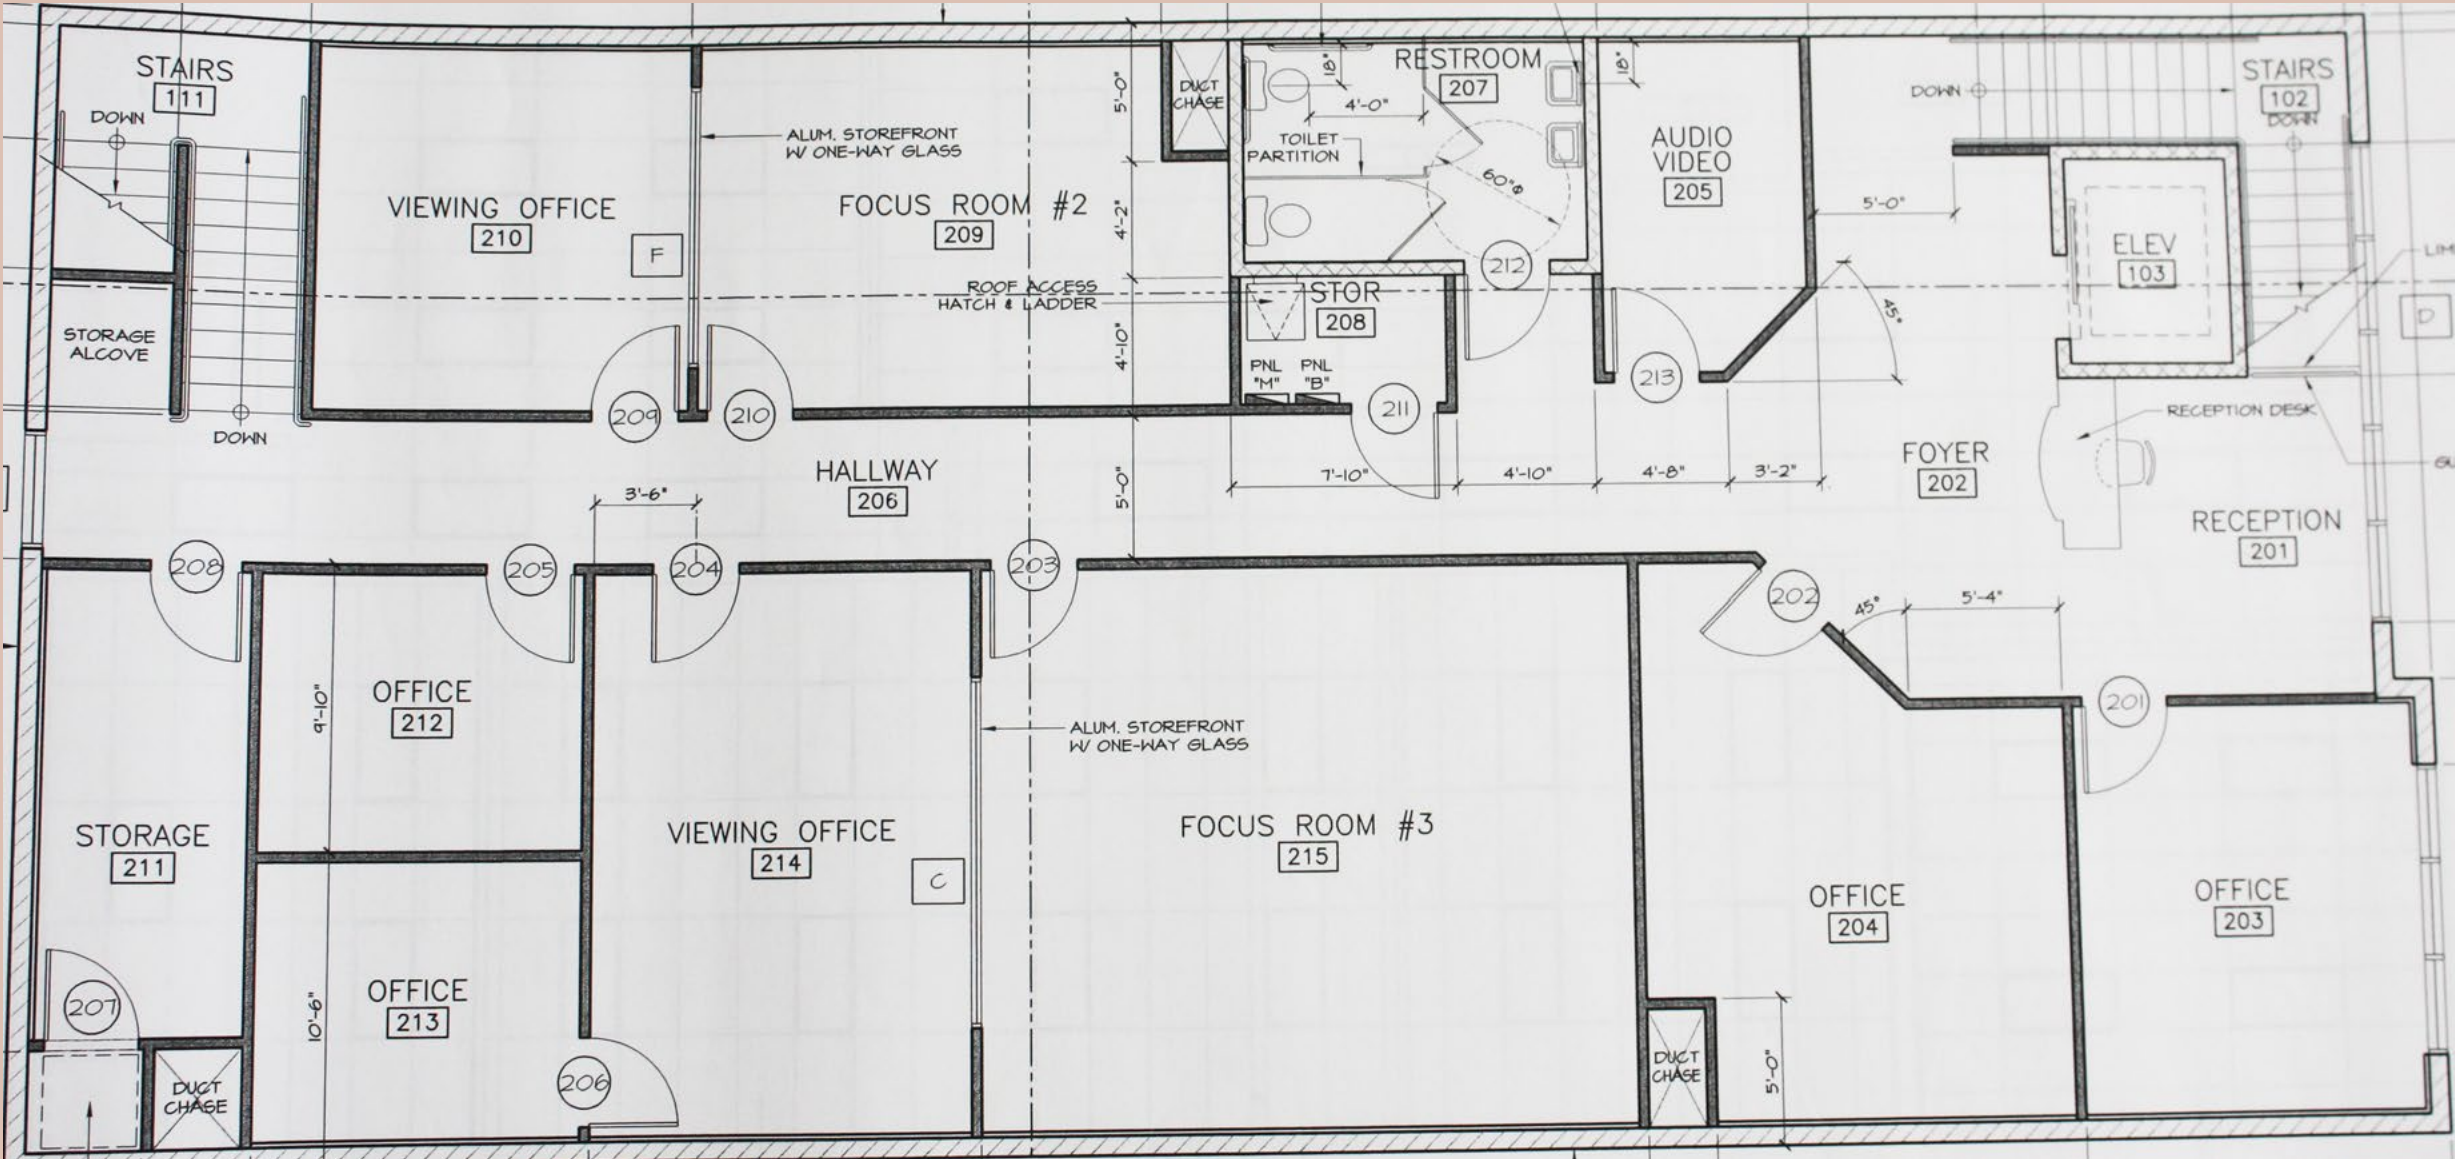 STAIRS
111
DOWN
DOWN
STORAGE
ALCOVE
VIEWING OFFICE
210
F
ALUM. STOREFRONT
W/ ONE-WAY GLASS
FOCUS ROOM #2
209
ROOF ACCESS
HATCH & LADDER
5'-0"
4'-2"
4'-10"
DUCT
CHASE
RESTROOM
207
18"
4'-0"
TOILET
PARTITION
60"ø
18"
212
STOR
208
PNL
"M"
PNL
"B"
211
AUDIO
VIDEO
205
213
5'-0"
45°
DOWN
STAIRS
102
DOWN
ELEV
103
D
RECEPTION DESK
FOYER
202
RECEPTION
201
209
210
HALLWAY
206
3'-6"
5'-0"
7'-10"
4'-10"
4'-8"
3'-2"
208
205
204
203
202
45°
5'-4"
201
9'-10"
OFFICE
212
STORAGE
211
207
DUCT
CHASE
10'-6"
OFFICE
213
206
VIEWING OFFICE
214
C
ALUM. STOREFRONT
W/ ONE-WAY GLASS
FOCUS ROOM #3
215
DUCT
CHASE
5'-0"
OFFICE
204
OFFICE
203